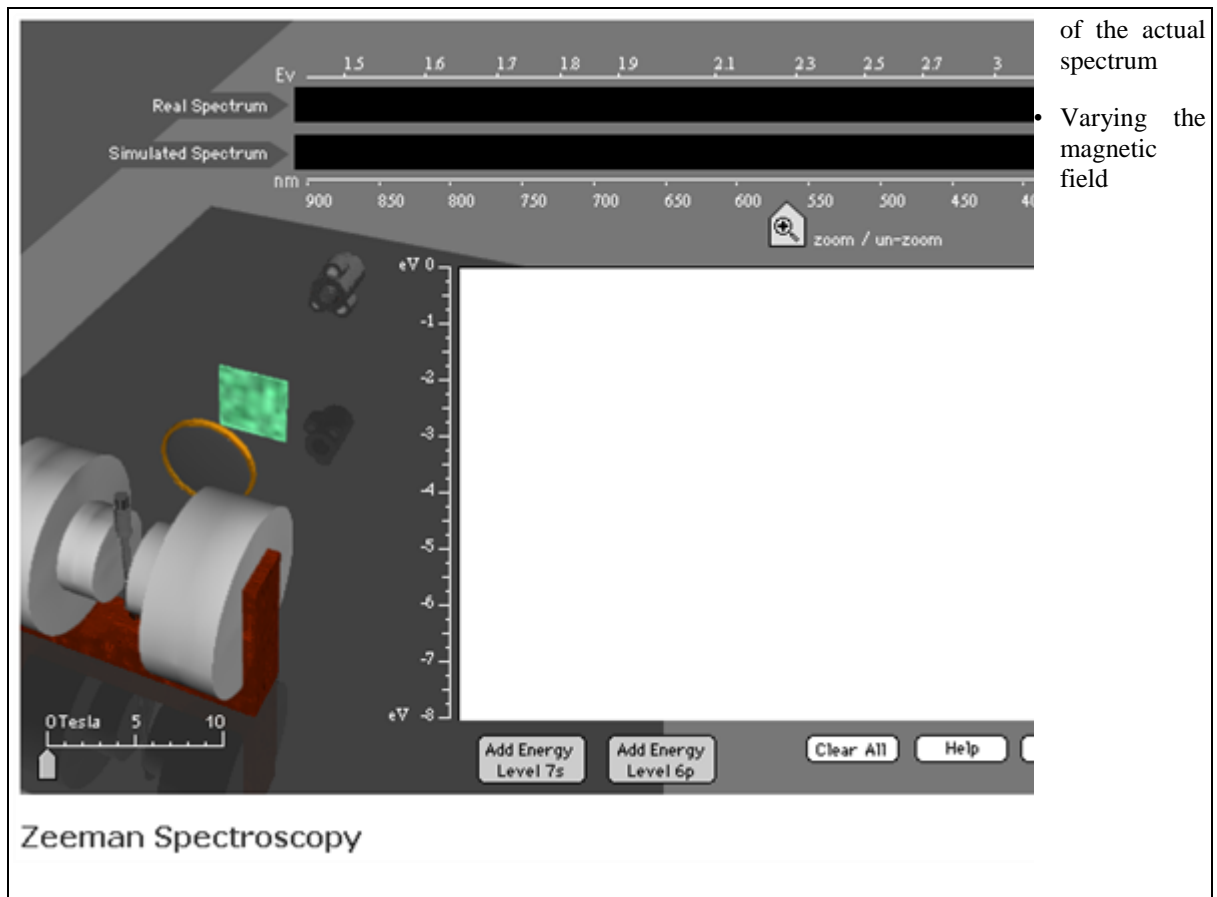 Ev 1.5 1.6 1.7 1.8 1.9 2.1 2.3 2.5 2.7 3
Real Spectrum
Simulated Spectrum
nm
900 850 800 750 700 650 600 550 500 450 40
zoom / un-zoom
eV 0
-1
-2
-3
-4
-5
-6
-7
eV -8
0 Tesla 5 10
Add Energy
Level 7s
Add Energy
Level 6p
Clear All
Help
Zeeman Spectroscopy
of the actual
spectrum
• Varying the
magnetic
field